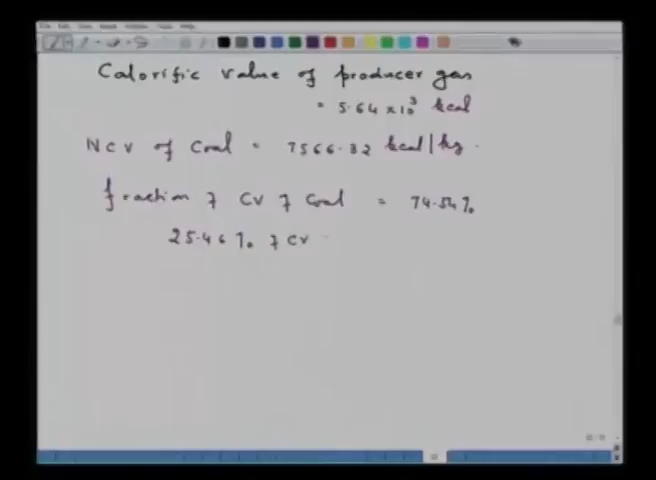 Calorific value of producer gas
= 5.64 x 10³ kcal
NCV of Coal = 7566.82 kcal/kg.
fraction of CV of Coal = 74.54%
25.46% of CV